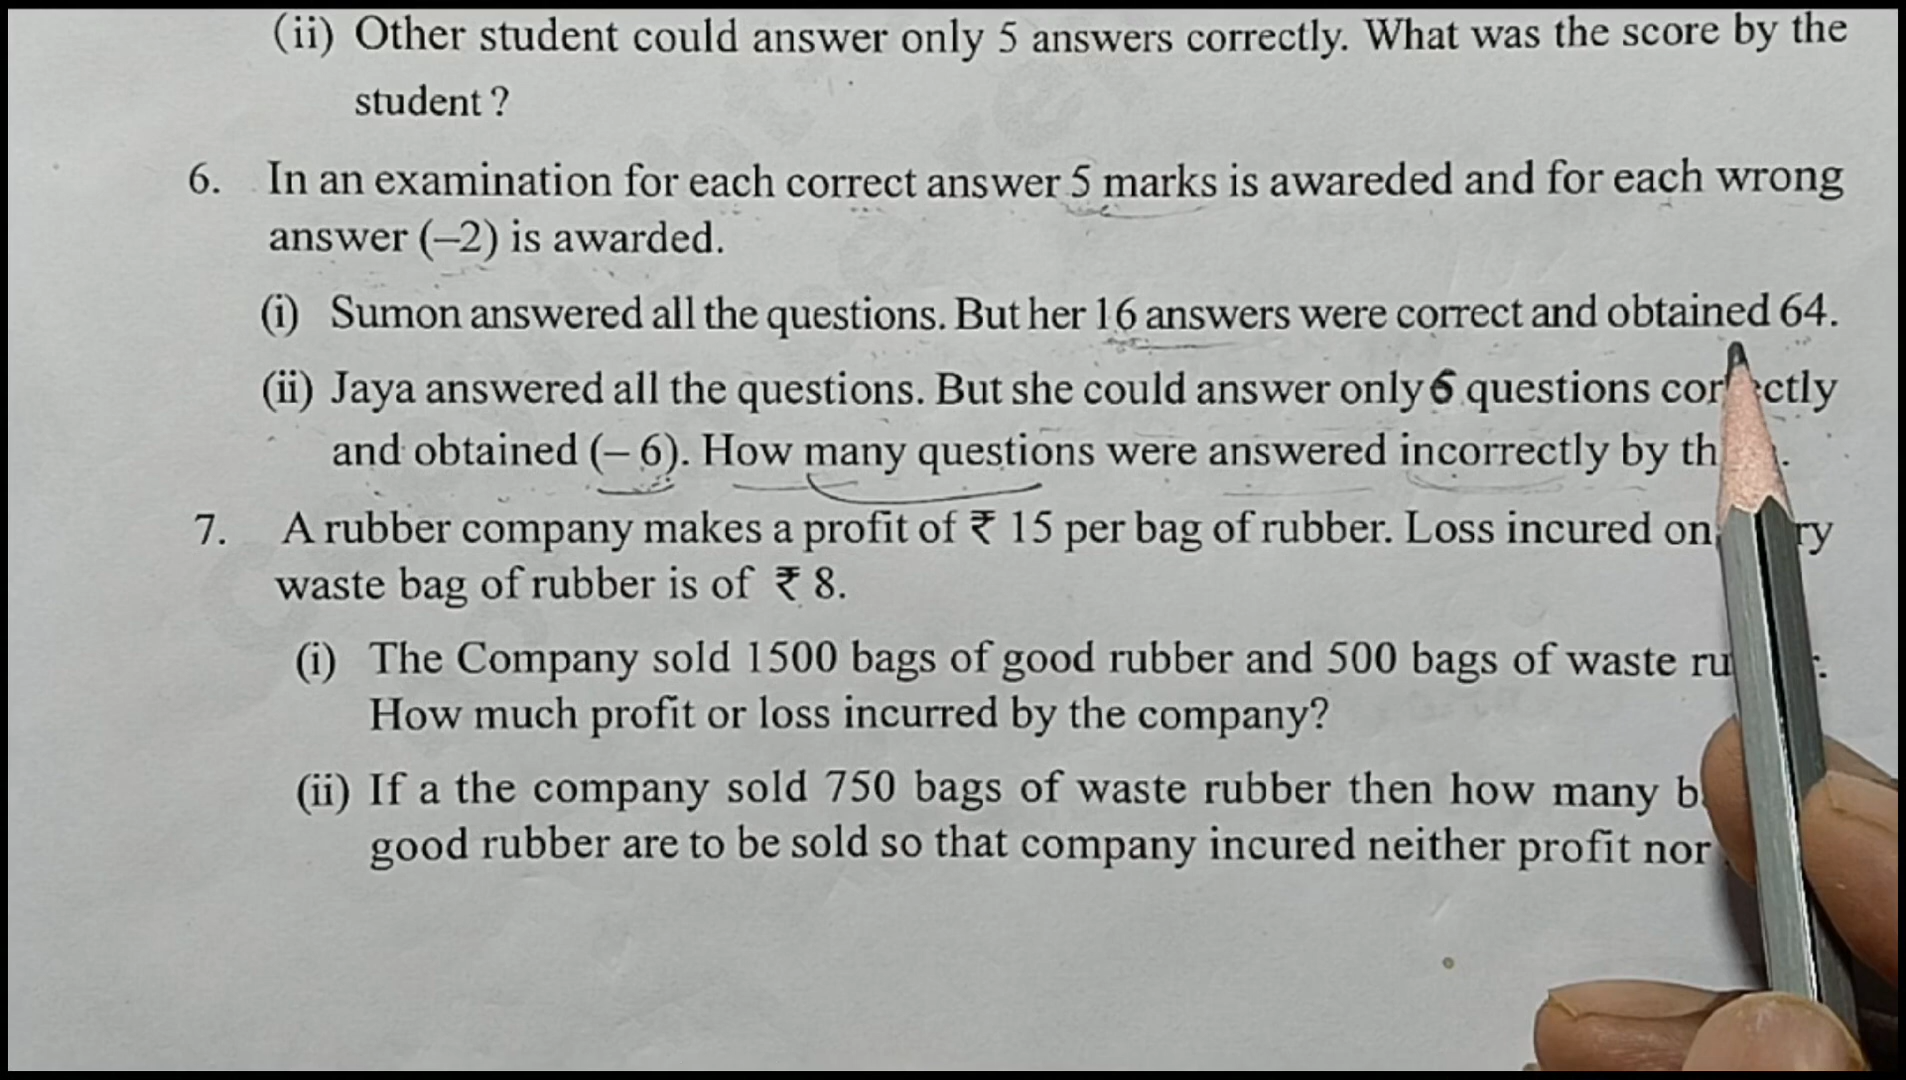 (ii) Other student could answer only 5 answers correctly. What was the score by the
student ?
6. In an examination for each correct answer 5 marks is awareded and for each wrong
answer (–2) is awarded.
(i) Sumon answered all the questions. But her 16 answers were correct and obtained 64.
(ii) Jaya answered all the questions. But she could answer only 6 questions
and obtained (– 6). How many questions were answered incorrectly by
7. A rubber company makes a profit of ₹ 15 per bag of rubber. Loss incured on
waste bag of rubber is of ₹ 8.
(i) The Company sold 1500 bags of good rubber and 500 bags of waste
How much profit or loss incurred by the company?
(ii) If a the company sold 750 bags of waste rubber then how many
good rubber are to be sold so that company incured neither profit nor